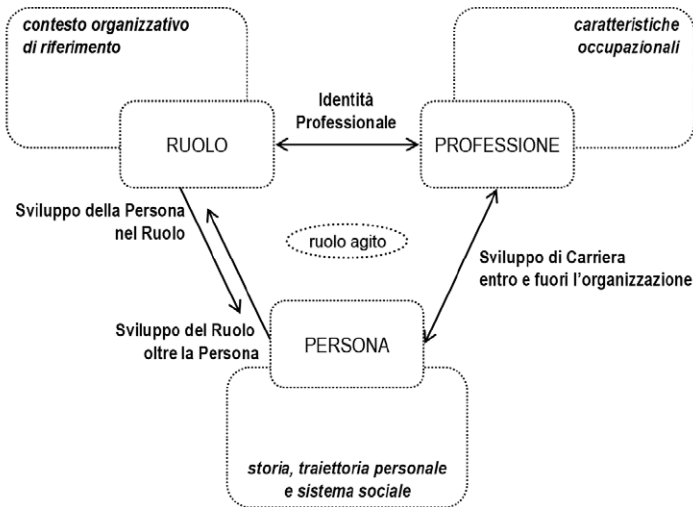 contesto organizzativo
di riferimento
caratteristiche
occupazionali
Identità
Professionale
RUOLO
PROFESSIONE
Sviluppo della Persona
nel Ruolo
ruolo agito
Sviluppo di Carriera
entro e fuori l'organizzazione
Sviluppo del Ruolo
oltre la Persona
PERSONA
storia, traiettoria personale
e sistema sociale